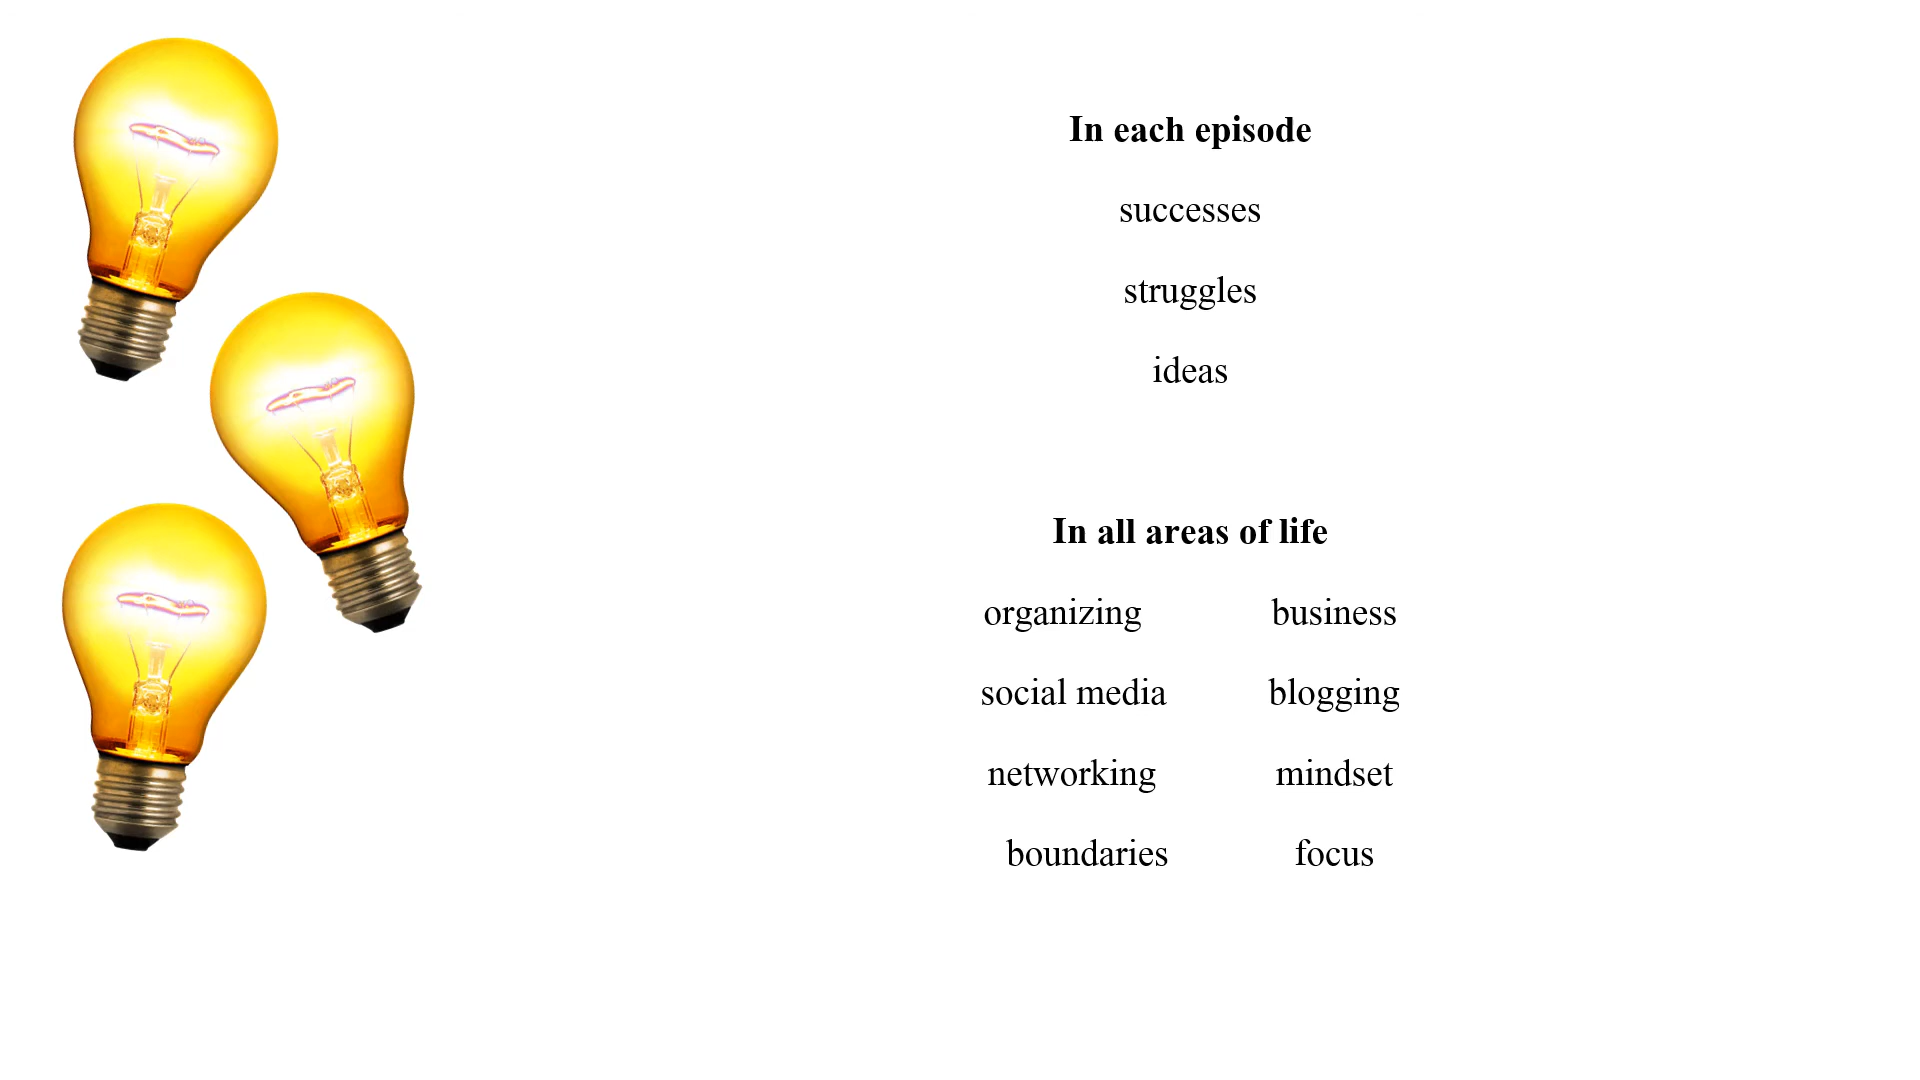 In each episode
successes
struggles
ideas
In all areas of life
organizing business
social media blogging
networking mindset
boundaries focus